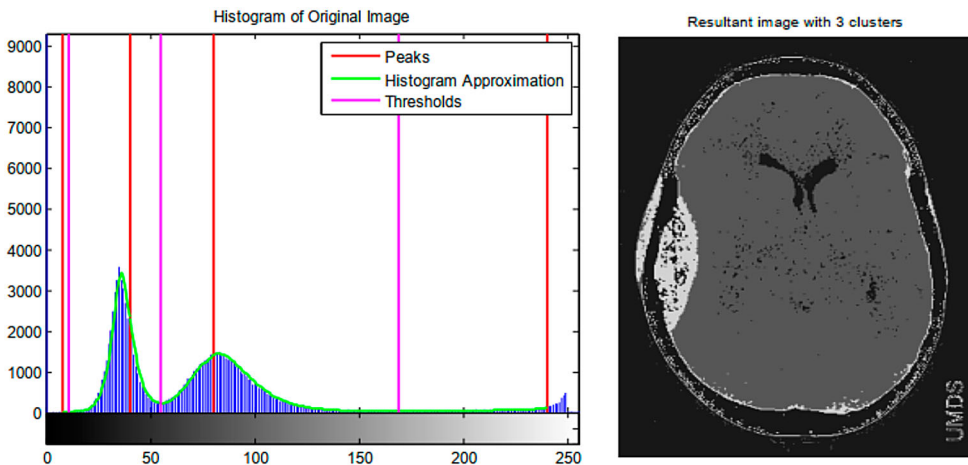 Histogram of Original Image
9000
8000
7000
6000
5000
4000
3000
2000
1000
0
Peaks
Histogram Approximation
Thresholds
0 50 100 150 200 250
Resultant image with 3 clusters
UMDS